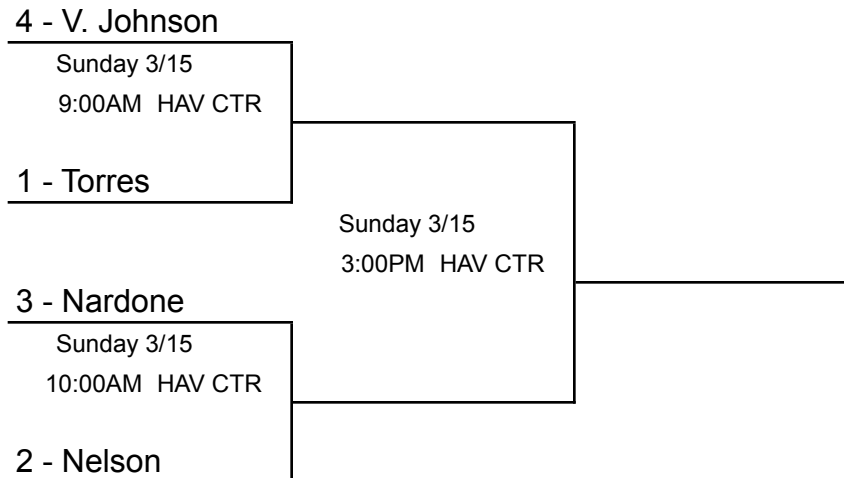 4 - V. Johnson
Sunday 3/15
9:00AM HAV CTR
1 - Torres
Sunday 3/15
3:00PM HAV CTR
3 - Nardone
Sunday 3/15
10:00AM HAV CTR
2 - Nelson